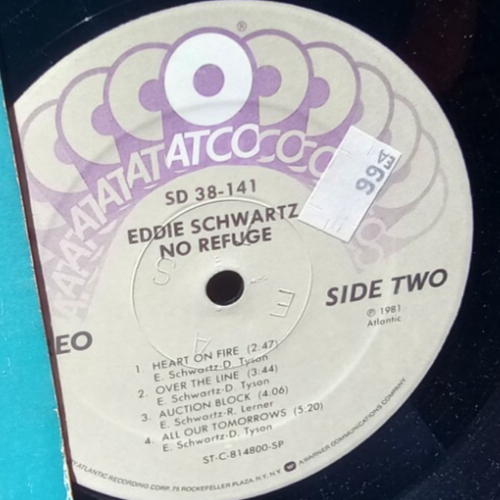 ®
ATCO
SD 38-141
EDDIE SCHWARTZ
NO REFUGE
99¢
EO
SIDE TWO
℗ 1981
Atlantic
1. HEART ON FIRE (2:47)
E. Schwartz-D. Tyson
2. OVER THE LINE (3:44)
E. Schwartz-D. Tyson
3. AUCTION BLOCK (4:06)
E. Schwartz-R. Lerner
4. ALL OUR TOMORROWS (5:20)
E. Schwartz-D. Tyson
ST-C-814800-SP
ATLANTIC RECORDING CORP. 75 ROCKEFELLER PLAZA, N.Y., N.Y. A WARNER COMMUNICATIONS COMPANY